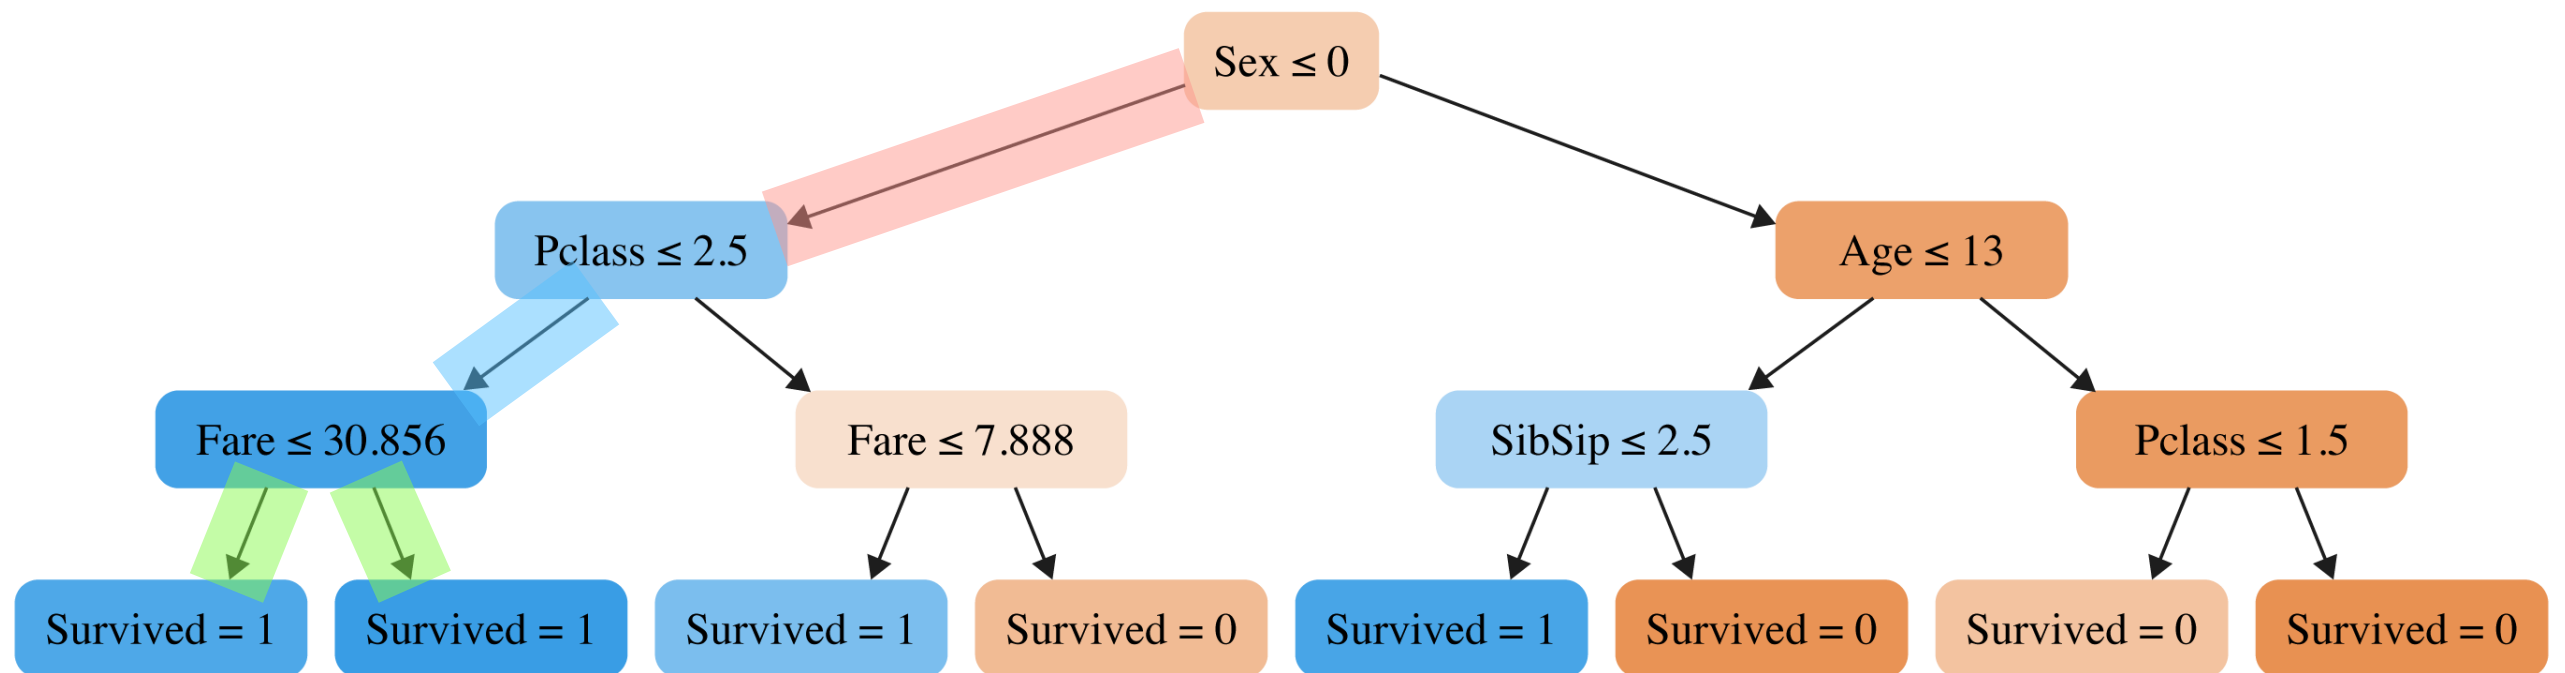 Sex ≤ 0
Pclass ≤ 2.5
Age ≤ 13
Fare ≤ 30.856
Fare ≤ 7.888
SibSip ≤ 2.5
Pclass ≤ 1.5
Survived = 1
Survived = 1
Survived = 1
Survived = 0
Survived = 1
Survived = 0
Survived = 0
Survived = 0